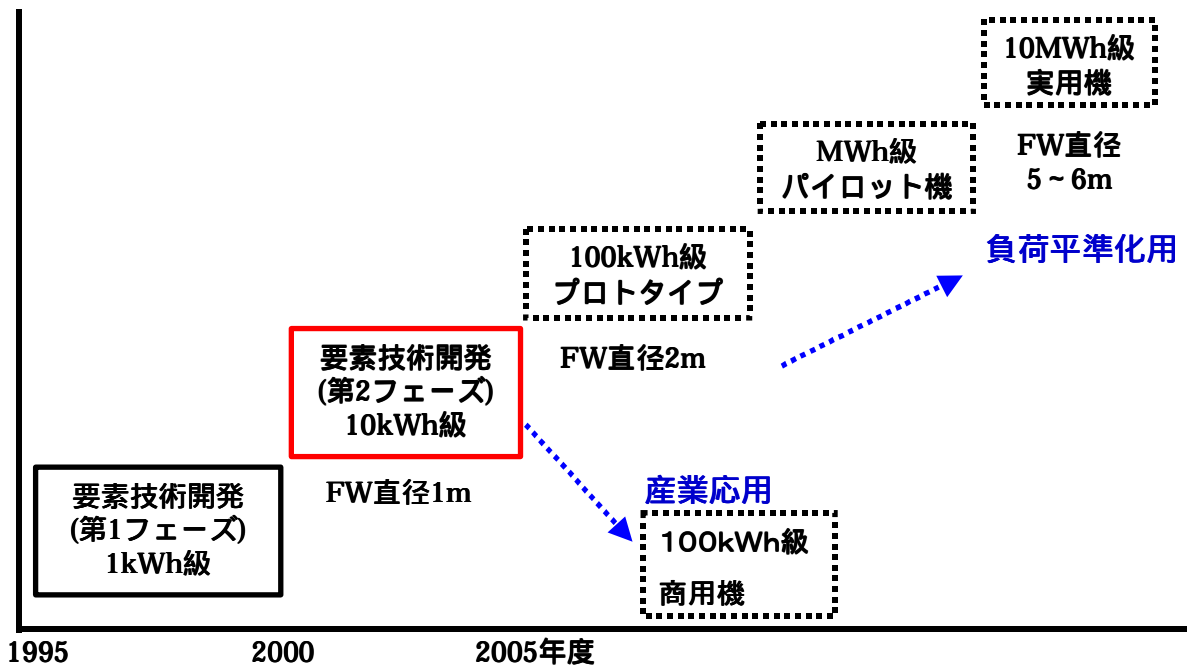 10MWh級
実用機
MWh級
パイロット機
FW直径
5～6m
100kWh級
プロトタイプ
負荷平準化用
要素技術開発
(第2フェーズ)
10kWh級
FW直径2m
要素技術開発
(第1フェーズ)
1kWh級
FW直径1m
産業応用
100kWh級
商用機
1995
2000
2005年度